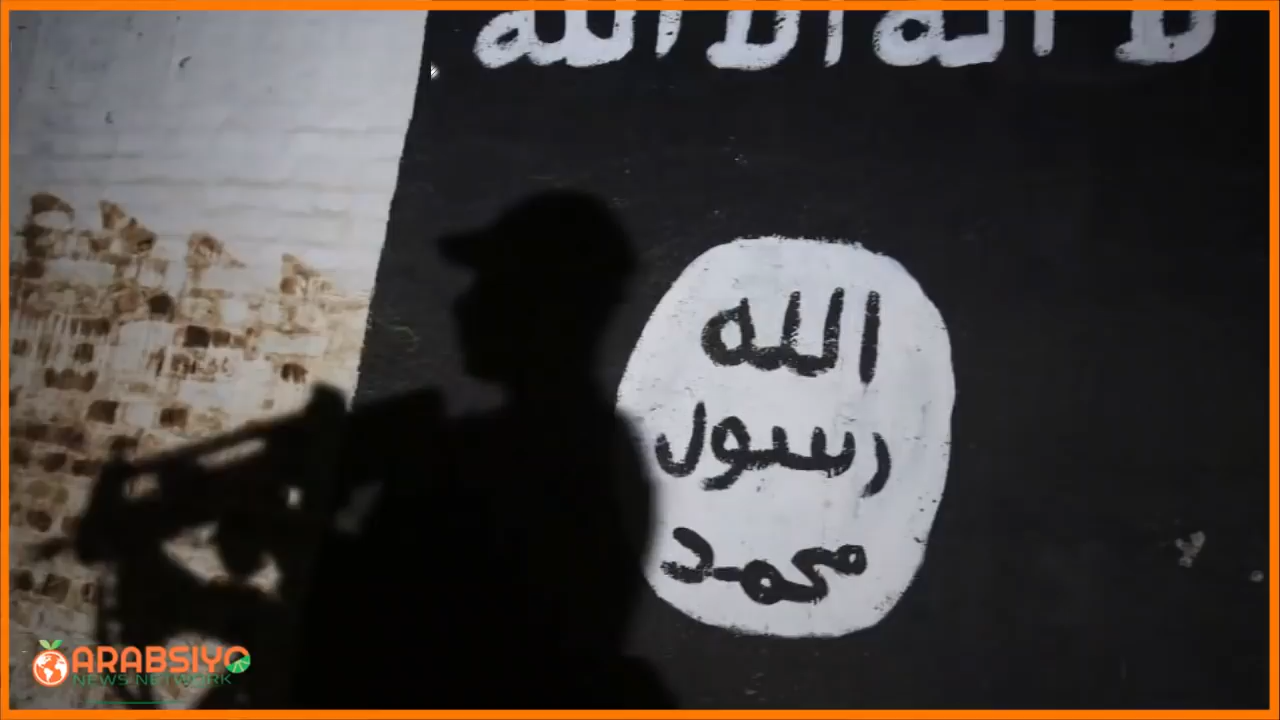 لا اله الا الله
الله
رسول
محمد
ARABSIYO
NEWS NETWORK